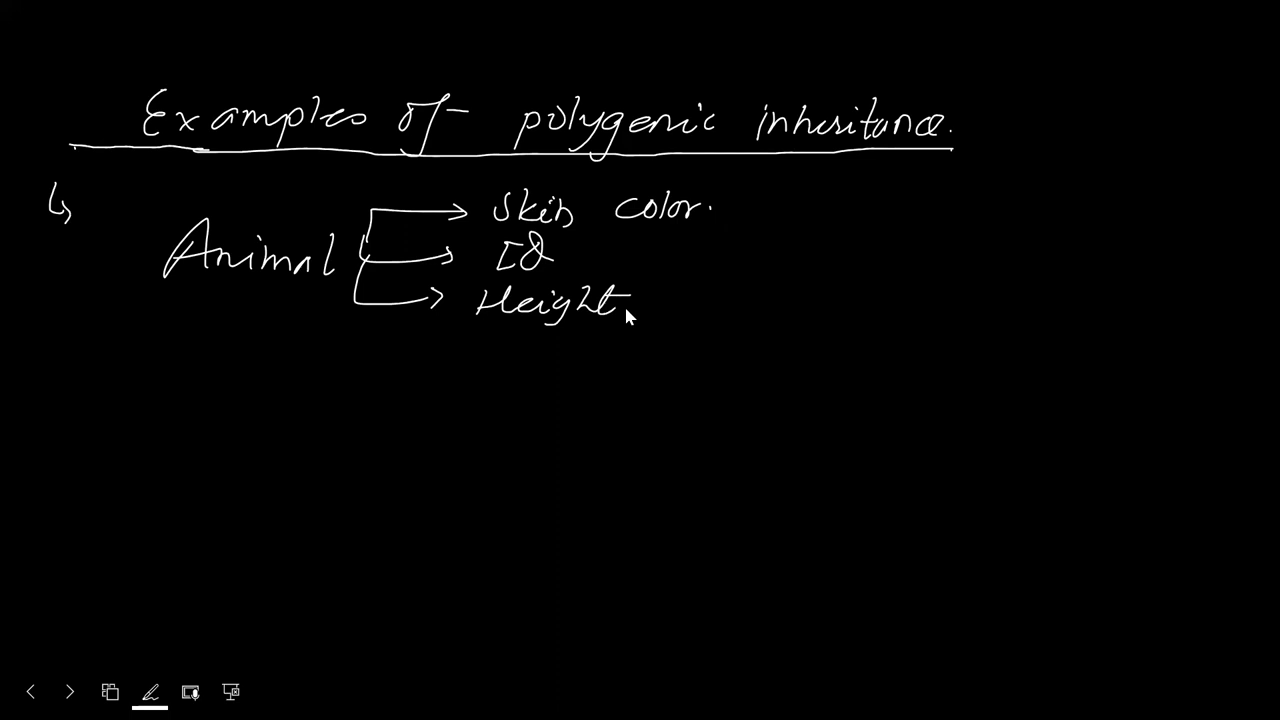 Examples of polygenic inheritance.
Skin color.
Animal
IQ
Height